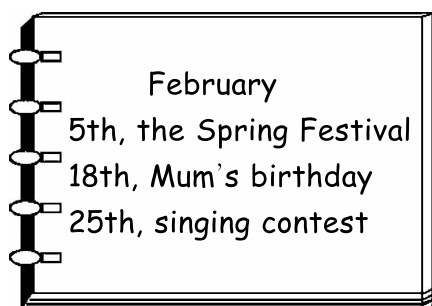 February
5th, the Spring Festival
18th, Mum's birthday
25th, singing contest